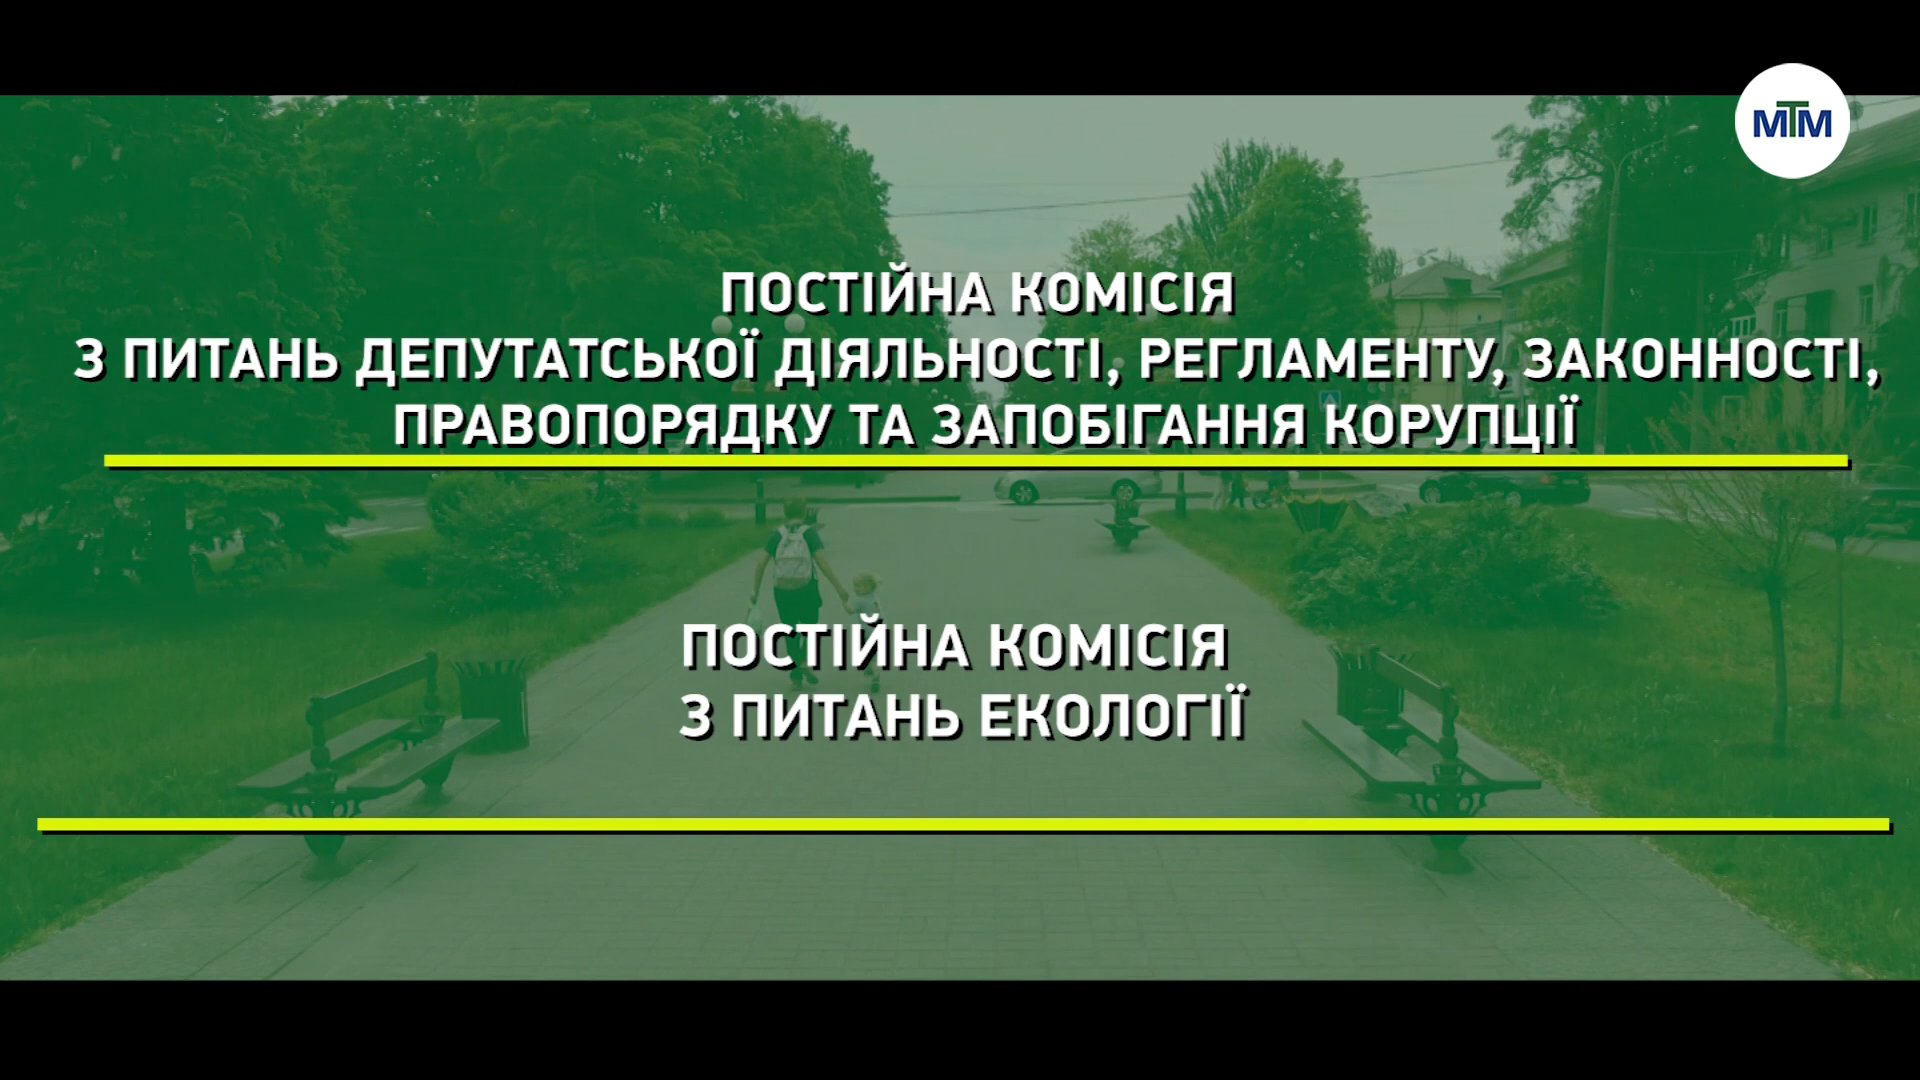 МТМ
ПОСТІЙНА КОМІСІЯ
З ПИТАНЬ ДЕПУТАТСЬКОЇ ДІЯЛЬНОСТІ, РЕГЛАМЕНТУ, ЗАКОННОСТІ,
ПРАВОПОРЯДКУ ТА ЗАПОБІГАННЯ КОРУПЦІЇ
ПОСТІЙНА КОМІСІЯ
З ПИТАНЬ ЕКОЛОГІЇ